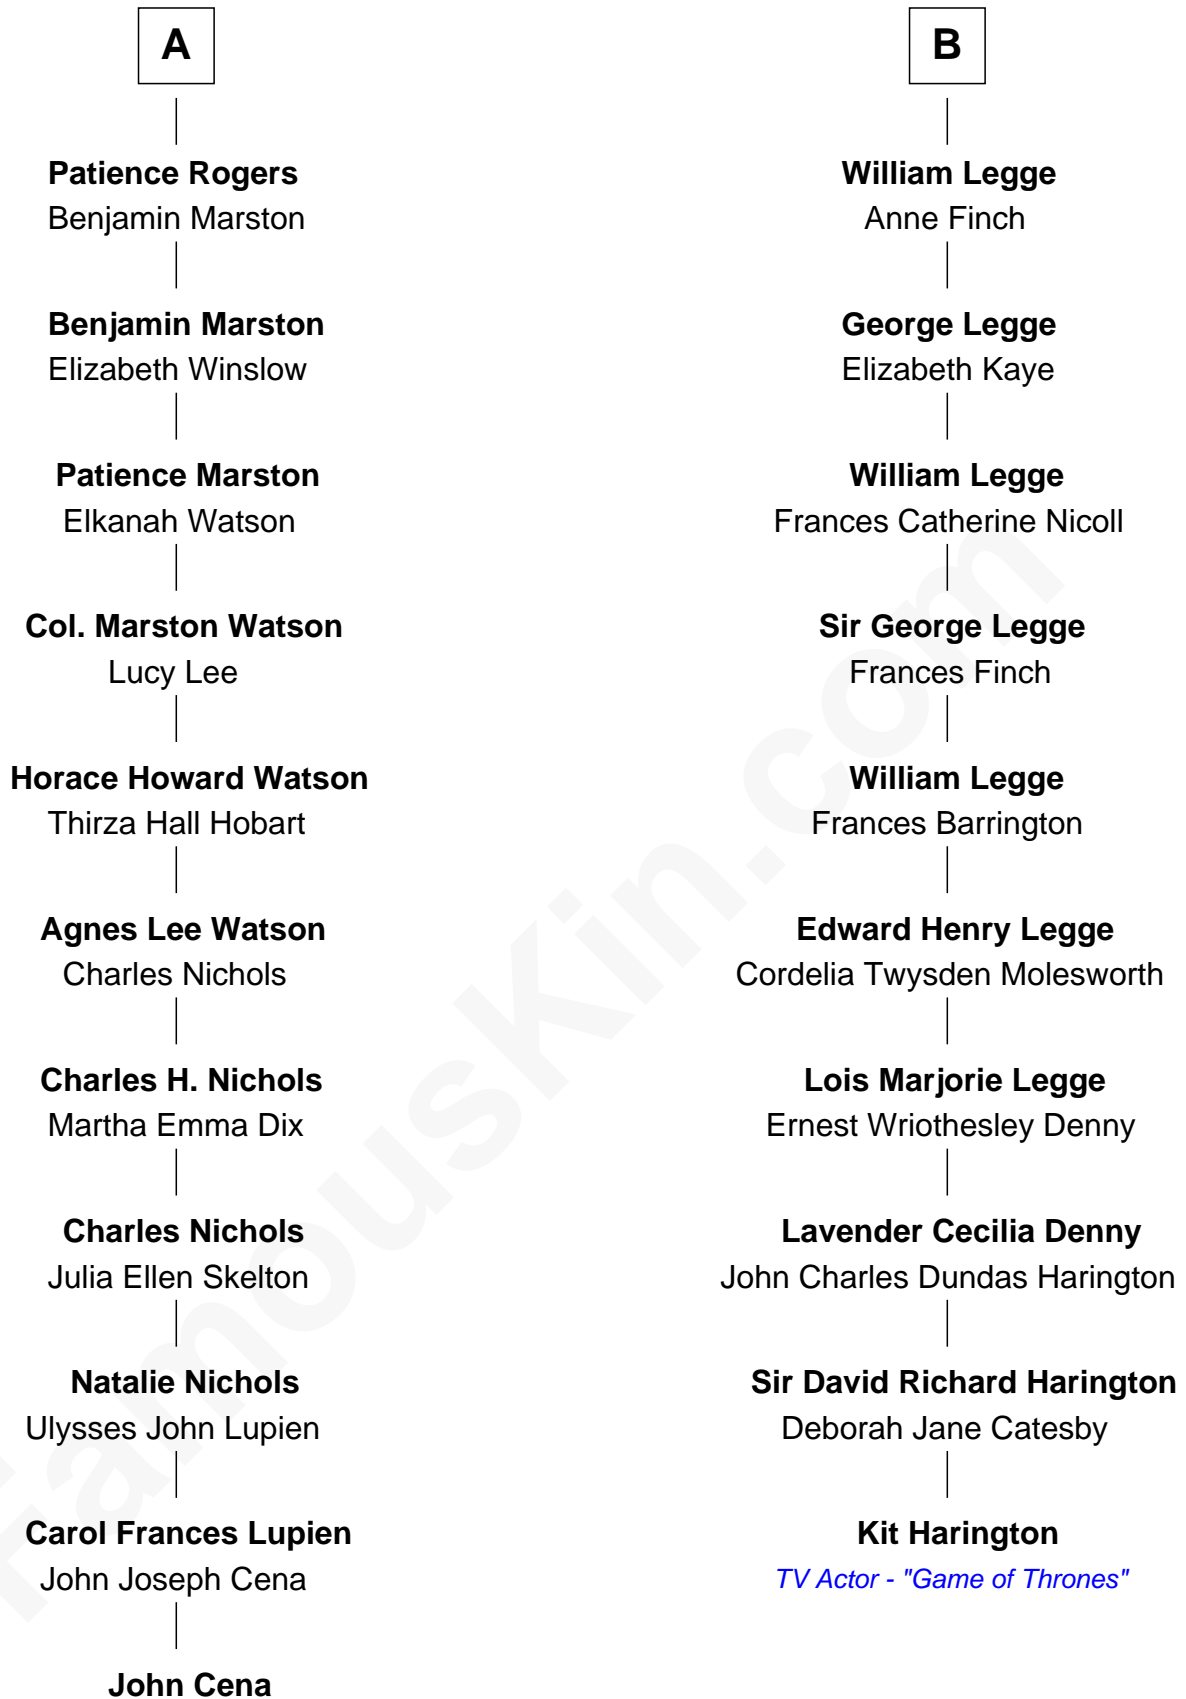 A
Patience Rogers
Benjamin Marston
Benjamin Marston
Elizabeth Winslow
Patience Marston
Elkanah Watson
Col. Marston Watson
Lucy Lee
Horace Howard Watson
Thirza Hall Hobart
Agnes Lee Watson
Charles Nichols
Charles H. Nichols
Martha Emma Dix
Charles Nichols
Julia Ellen Skelton
Natalie Nichols
Ulysses John Lupien
Carol Frances Lupien
John Joseph Cena
John Cena
B
William Legge
Anne Finch
George Legge
Elizabeth Kaye
William Legge
Frances Catherine Nicoll
Sir George Legge
Frances Finch
William Legge
Frances Barrington
Edward Henry Legge
Cordelia Twysden Molesworth
Lois Marjorie Legge
Ernest Wriothesley Denny
Lavender Cecilia Denny
John Charles Dundas Harington
Sir David Richard Harington
Deborah Jane Catesby
Kit Harington
TV Actor - "Game of Thrones"
FamousKin.com